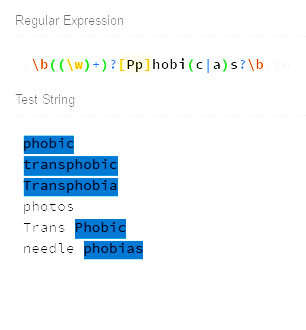 Regular Expression
/ \b((\w)+)?[Pp]hobi(c|a)s?\b
Test String
phobic
transphobic
Transphobia
photos
Trans Phobic
needle phobias